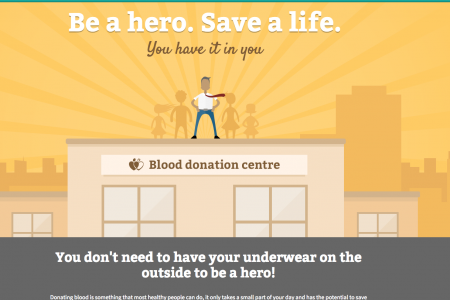 Be a hero. Save a life.
You have it in you
Blood donation centre
You don't need to have your underwear on the
outside to be a hero!
Donating blood is something that most healthy people can do, it only takes a small part of your day and has the potential to save